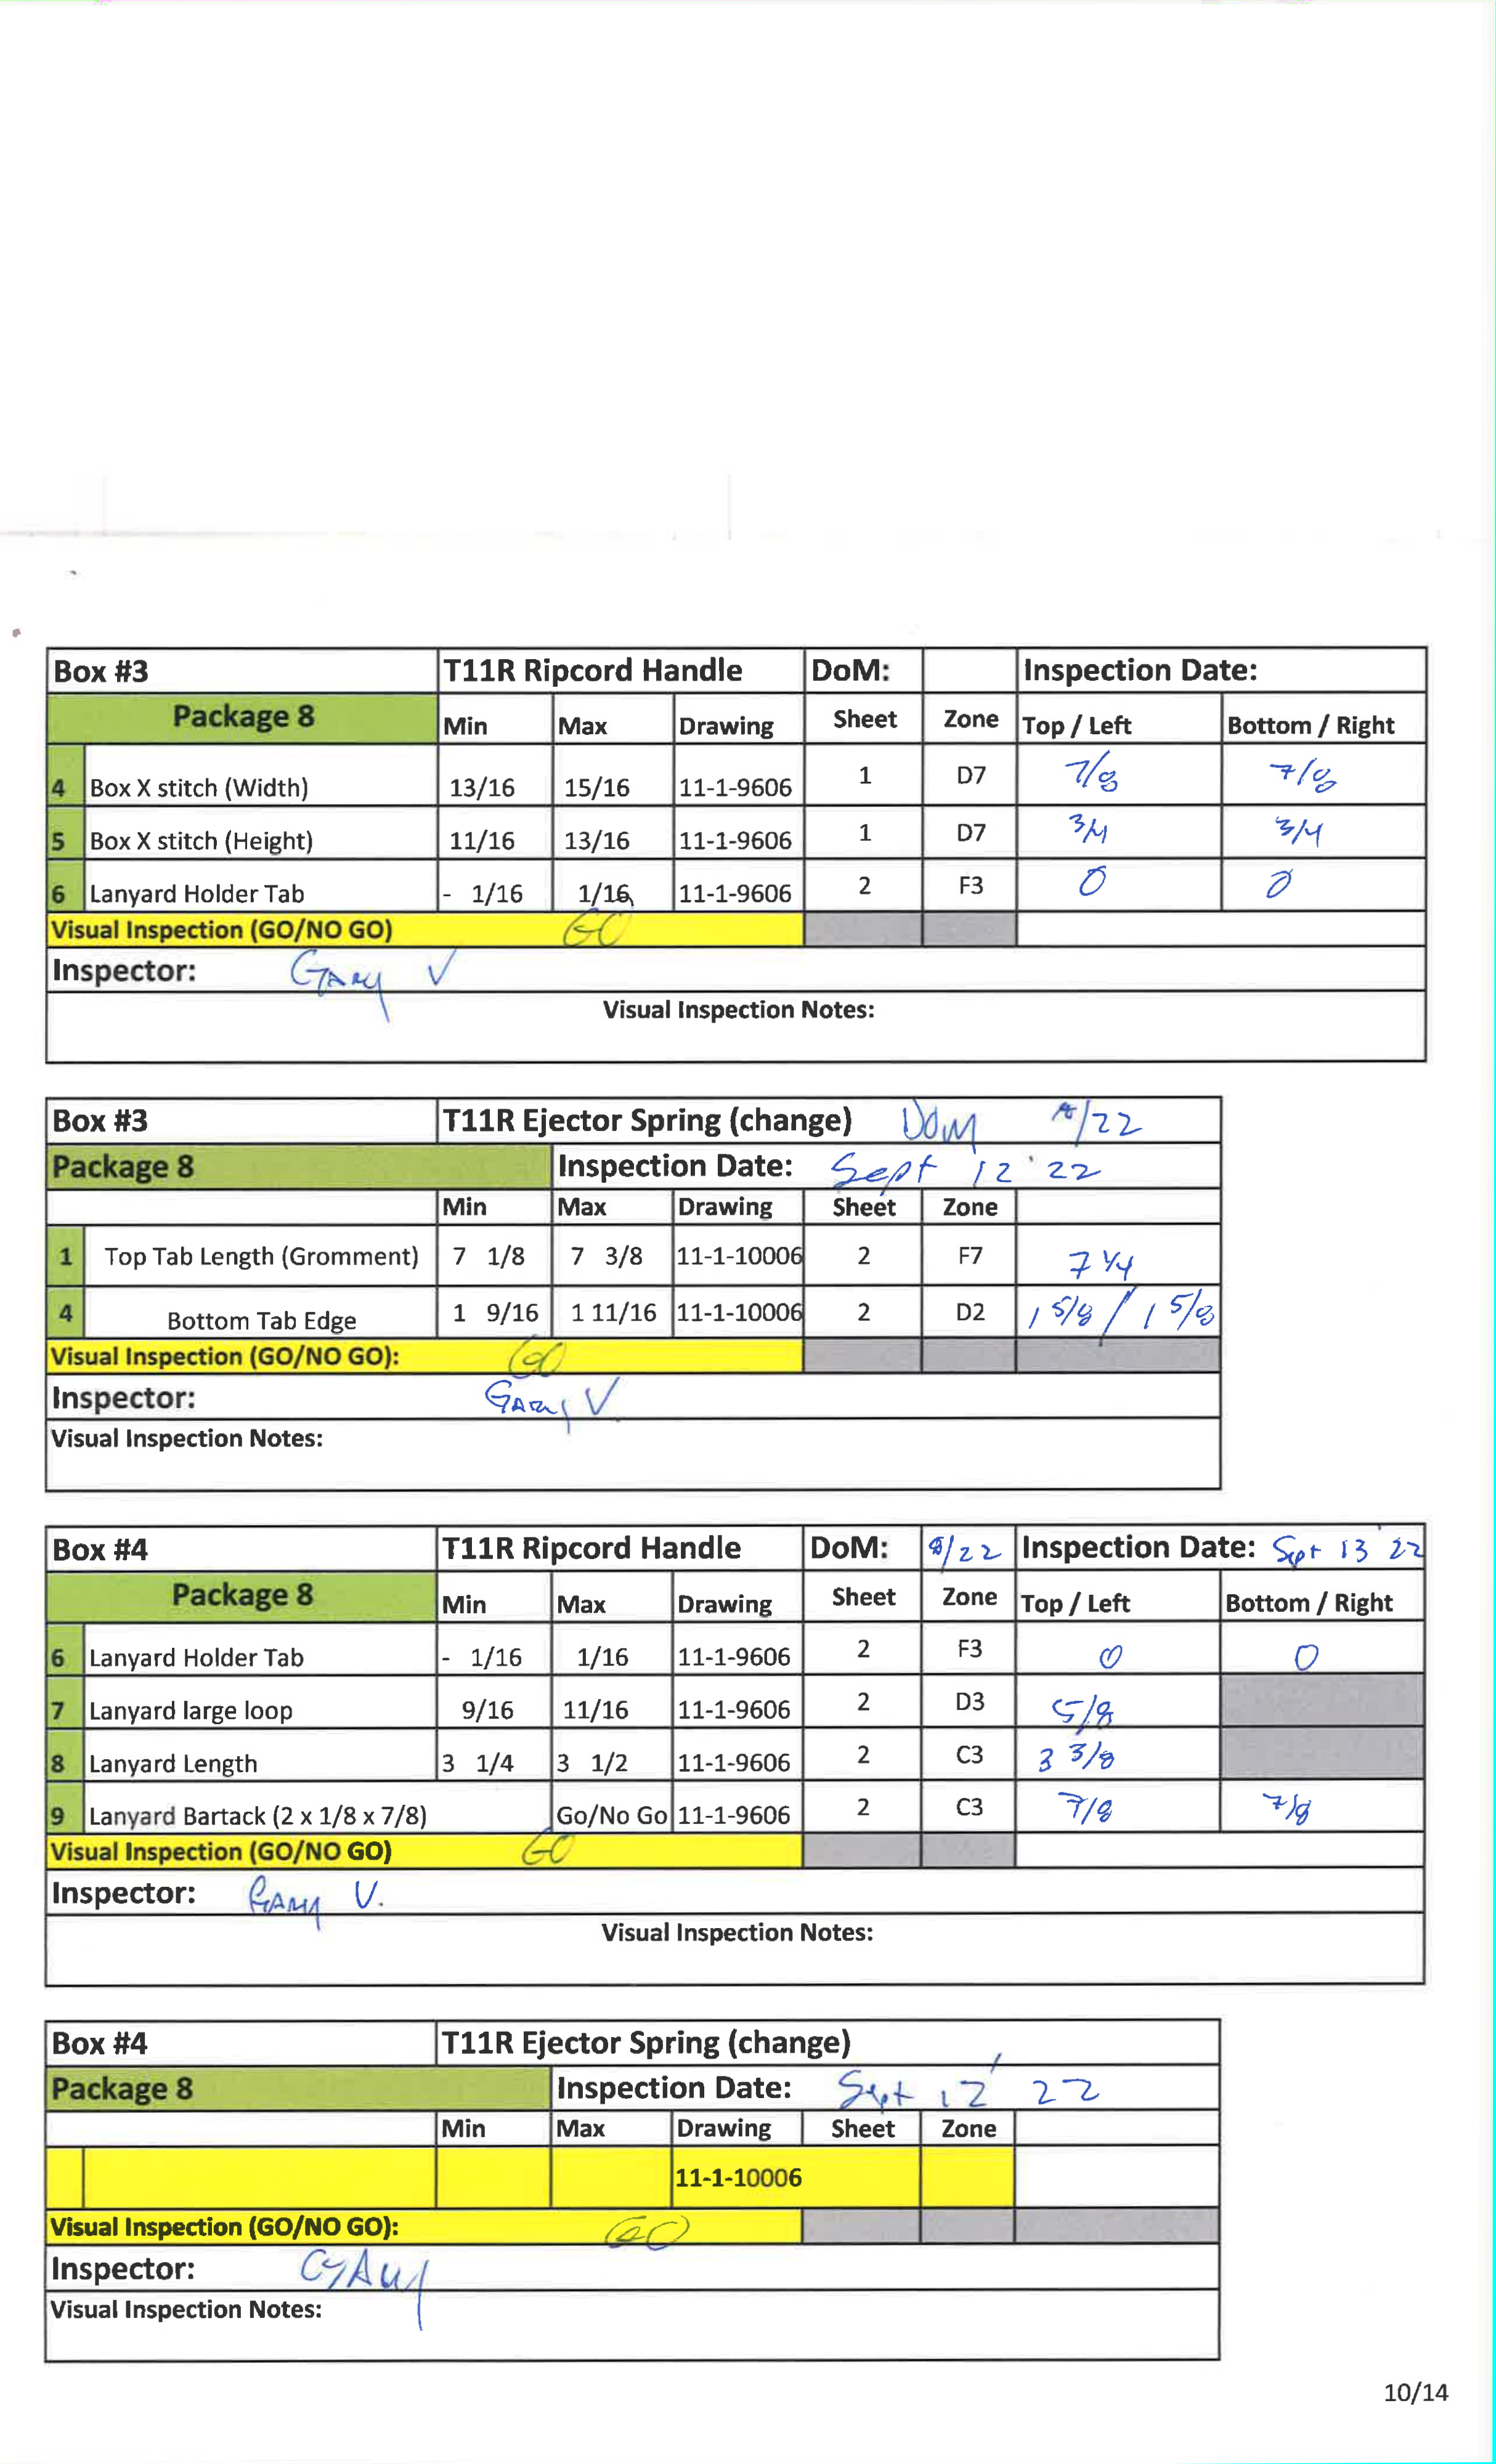 Box #3 T11R Ripcord Handle DoM: Inspection Date:
Package 8 Min Max Drawing Sheet Zone Top / Left Bottom / Right
4 Box X stitch (Width) 13/16 15/16 11-1-9606 1 D7 7/8 7/8
5 Box X stitch (Height) 11/16 13/16 11-1-9606 1 D7 3/4 3/4
6 Lanyard Holder Tab - 1/16 1/16 11-1-9606 2 F3 0 0
Visual Inspection (GO/NO GO) GO
Inspector: Gary V
Visual Inspection Notes:
Box #3 T11R Ejector Spring (change) DOM /22
Package 8 Inspection Date: Sept 12 '22
Min Max Drawing Sheet Zone
1 Top Tab Length (Gromment) 7 1/8 7 3/8 11-1-10006 2 F7 7 1/4
4 Bottom Tab Edge 1 9/16 1 11/16 11-1-10006 2 D2 1 5/8 / 1 5/8
Visual Inspection (GO/NO GO): GO
Inspector: Gary V
Visual Inspection Notes:
Box #4 T11R Ripcord Handle DoM: /22 Inspection Date: Sept 13 '22
Package 8 Min Max Drawing Sheet Zone Top / Left Bottom / Right
6 Lanyard Holder Tab - 1/16 1/16 11-1-9606 2 F3 0 0
7 Lanyard large loop 9/16 11/16 11-1-9606 2 D3 5/8
8 Lanyard Length 3 1/4 3 1/2 11-1-9606 2 C3 3 3/8
9 Lanyard Bartack (2 x 1/8 x 7/8) Go/No Go 11-1-9606 2 C3 7/8 7/8
Visual Inspection (GO/NO GO) GO
Inspector: Gary V.
Visual Inspection Notes:
Box #4 T11R Ejector Spring (change)
Package 8 Inspection Date: Sept 12' 22
Min Max Drawing Sheet Zone
11-1-10006
Visual Inspection (GO/NO GO): GO
Inspector: Gary
Visual Inspection Notes:
10/14